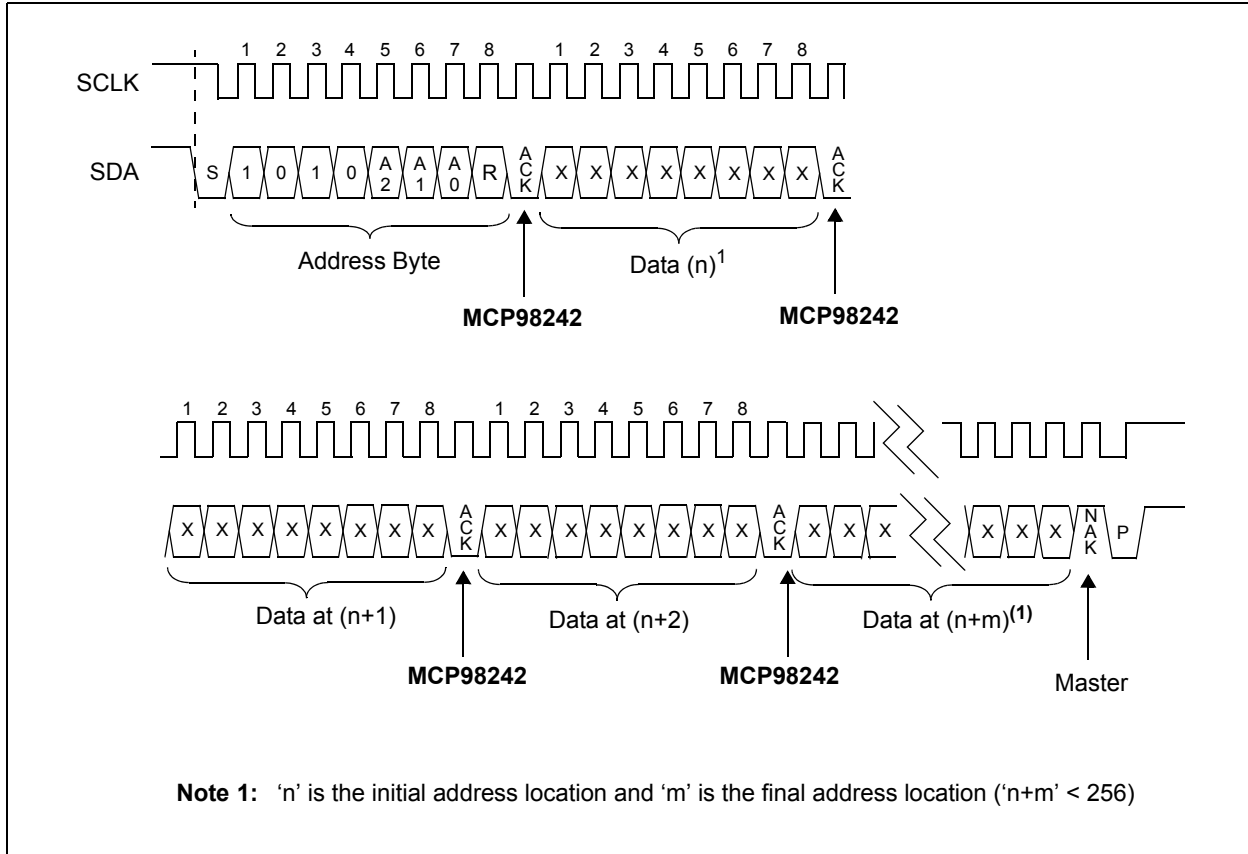 1 2 3 4 5 6 7 8 1 2 3 4 5 6 7 8
SCLK
SDA S 1 0 1 0 A2 A1 A0 R ACK X X X X X X X X ACK
Address Byte Data (n)1
MCP98242 MCP98242
1 2 3 4 5 6 7 8 1 2 3 4 5 6 7 8
X X X X X X X X ACK X X X X X X X X ACK X X X X X X NAK P
Data at (n+1) Data at (n+2) Data at (n+m)(1)
MCP98242 MCP98242 Master
Note 1: ‘n’ is the initial address location and ‘m’ is the final address location (‘n+m’ < 256)